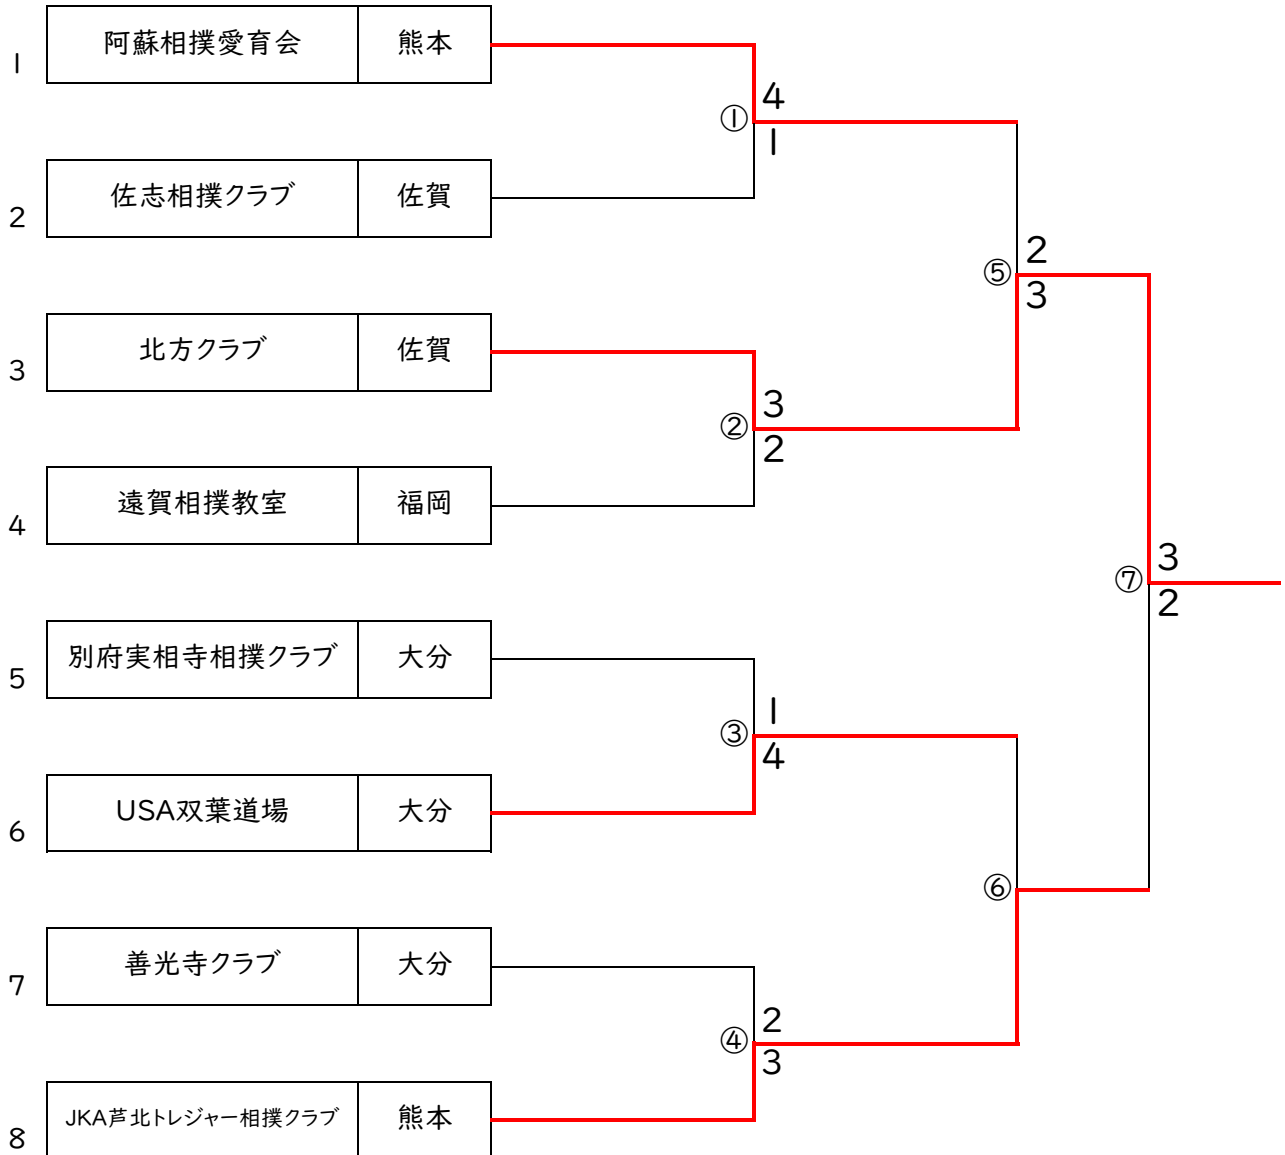 1 阿蘇相撲愛育会 熊本
4
①
1
2 佐志相撲クラブ 佐賀
2
⑤
3
3 北方クラブ 佐賀
3
②
2
4 遠賀相撲教室 福岡
3
⑦
2
5 別府実相寺相撲クラブ 大分
1
③
4
6 USA双葉道場 大分
⑥
7 善光寺クラブ 大分
2
④
3
8 JKA芦北トレジャー相撲クラブ 熊本